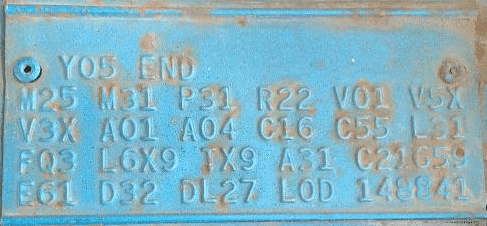 Y05 END
M25 M31 P31 R22 V01 V5X
V3X A01 A04 C16 C55 L31
FQ3 L6X9 TX9 A31 C21659
E61 D32 DL27 LOD 148841